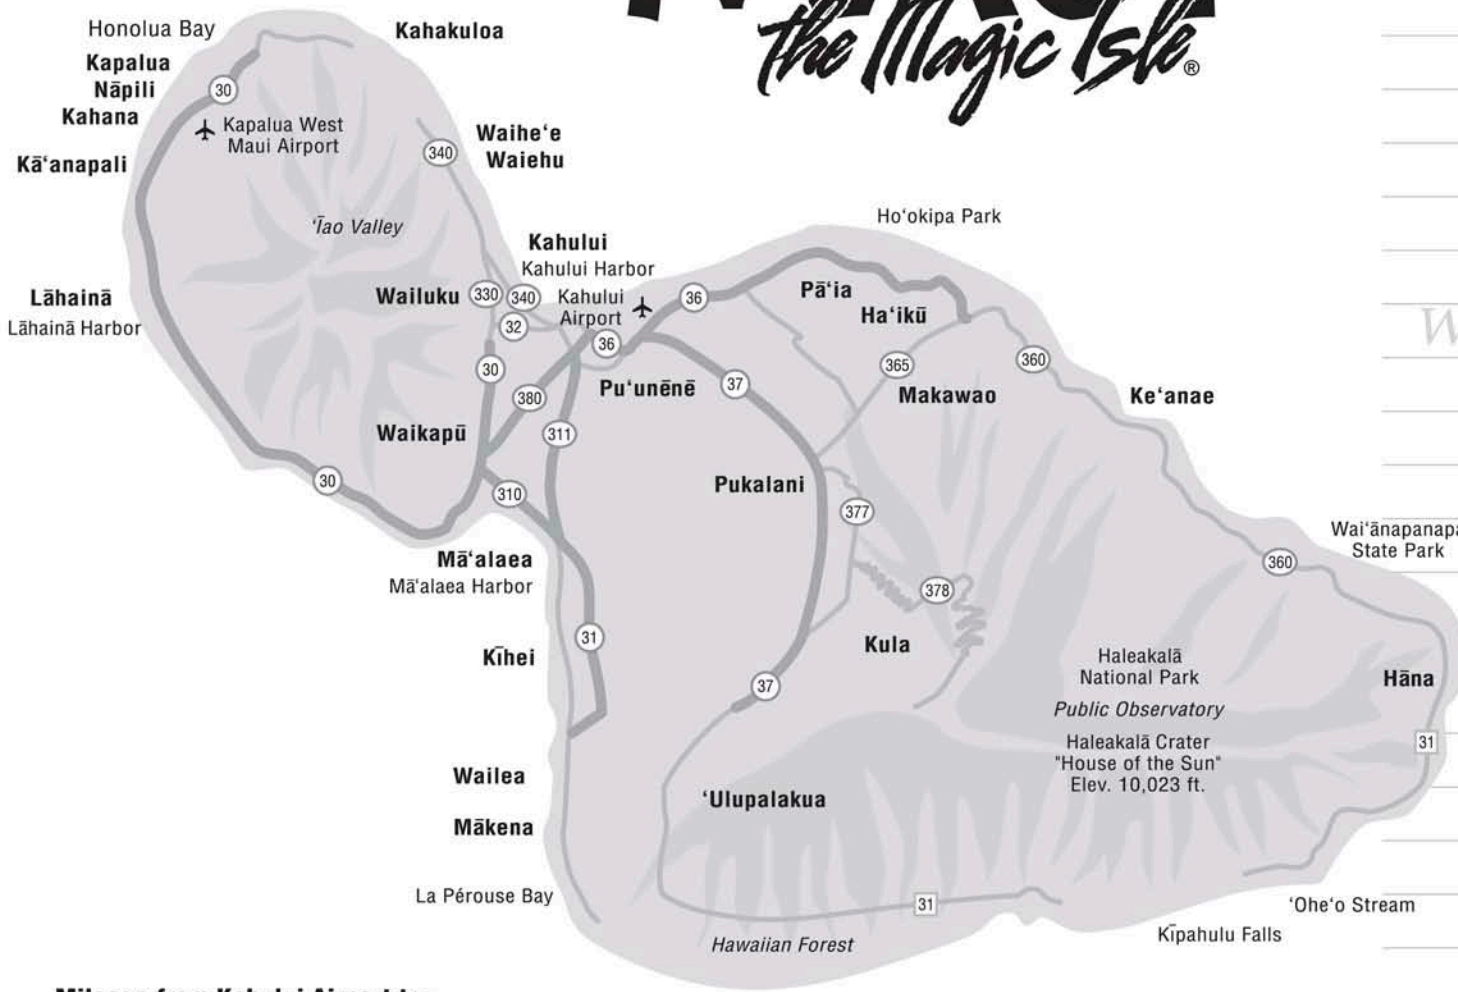 the Magic Isle®
Honolua Bay
Kahakuloa
Kapalua
Nāpili
Kahana
30
Kapalua West
Maui Airport
Kā‘anapali
Waihe‘e
Waiehu
340
‘Īao Valley
Ho‘okipa Park
Kahului
Kahului Harbor
Kahului
Airport
Lāhainā
Lāhainā Harbor
Wailuku
330
340
32
36
36
Pā‘ia
Ha‘ikū
30
380
Pu‘unēnē
37
365
Makawao
360
Ke‘anae
Waikapū
311
30
310
Pukalani
377
Mā‘alaea
Mā‘alaea Harbor
378
360
State Park
Kīhei
31
Kula
37
Haleakalā
National Park
Public Observatory
Haleakalā Crater
"House of the Sun"
Elev. 10,023 ft.
Hāna
31
Wailea
‘Ulupalakua
Mākena
La Pérouse Bay
31
‘Ohe‘o Stream
Kīpahulu Falls
Hawaiian Forest